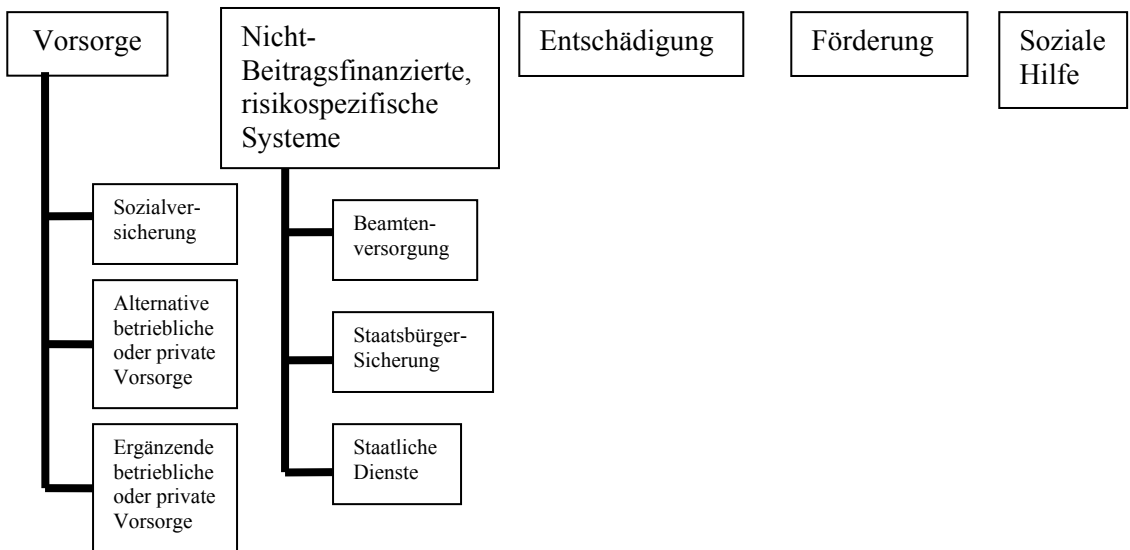 Vorsorge
Nicht-
Beitragsfinanzierte,
risikospezifische
Systeme
Entschädigung
Förderung
Soziale
Hilfe
Sozialver-
sicherung
Alternative
betriebliche
oder private
Vorsorge
Ergänzende
betriebliche
oder private
Vorsorge
Beamten-
versorgung
Staatsbürger-
Sicherung
Staatliche
Dienste